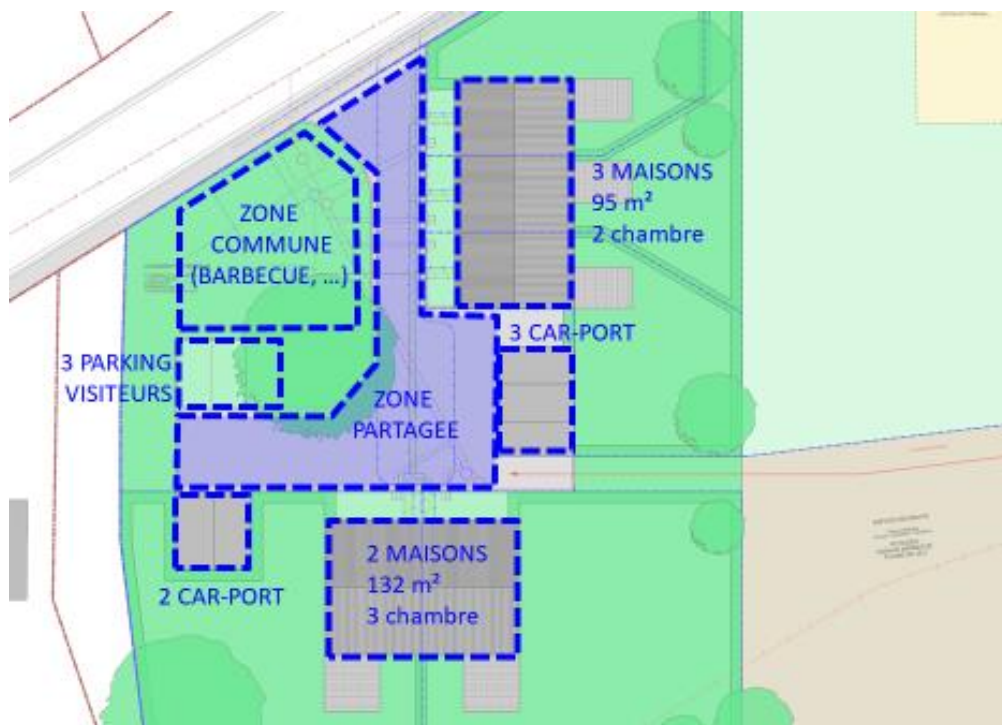 ZONE
COMMUNE
(BARBECUE, ...)
3 MAISONS
95 m²
2 chambre
3 CAR-PORT
3 PARKING
VISITEURS
ZONE
PARTAGEE
2 MAISONS
132 m²
3 chambre
2 CAR-PORT